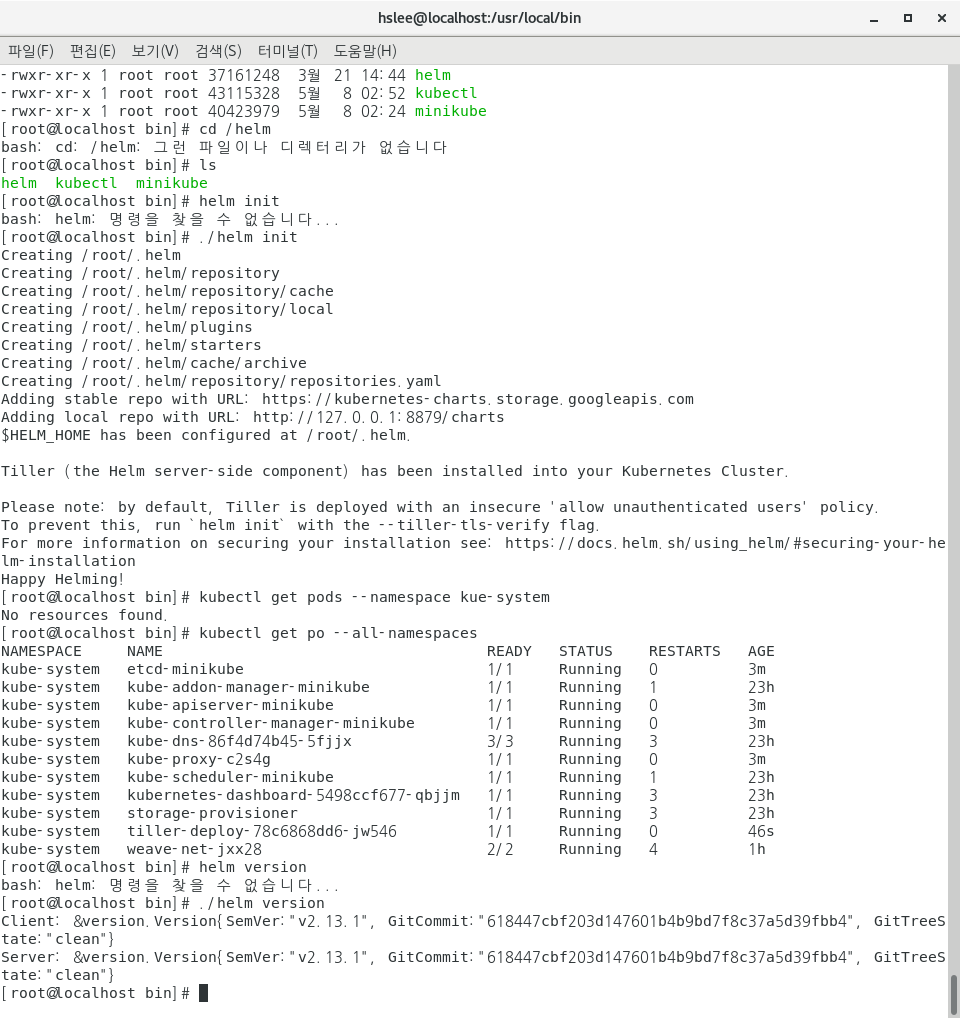 hslee@localhost:/usr/local/bin
파일(F) 편집(E) 보기(V) 검색(S) 터미널(T) 도움말(H)
-rwxr-xr-x 1 root root 37161248  3월  21 14:44 helm
-rwxr-xr-x 1 root root 43115328  5월   8 02:52 kubectl
-rwxr-xr-x 1 root root 40423979  5월   8 02:24 minikube
[root@localhost bin]# cd /helm
bash: cd: /helm: 그런 파일이나 디렉터리가 없습니다
[root@localhost bin]# ls
helm  kubectl  minikube
[root@localhost bin]# helm init
bash: helm: 명령을 찾을 수 없습니다...
[root@localhost bin]# ./helm init
Creating /root/.helm
Creating /root/.helm/repository
Creating /root/.helm/repository/cache
Creating /root/.helm/repository/local
Creating /root/.helm/plugins
Creating /root/.helm/starters
Creating /root/.helm/cache/archive
Creating /root/.helm/repository/repositories.yaml
Adding stable repo with URL: https://kubernetes-charts.storage.googleapis.com
Adding local repo with URL: http://127.0.0.1:8879/charts
$HELM_HOME has been configured at /root/.helm.
Tiller (the Helm server-side component) has been installed into your Kubernetes Cluster.
Please note: by default, Tiller is deployed with an insecure 'allow unauthenticated users' policy.
To prevent this, run `helm init` with the --tiller-tls-verify flag.
For more information on securing your installation see: https://docs.helm.sh/using_helm/#securing-your-he
lm-installation
Happy Helming!
[root@localhost bin]# kubectl get pods --namespace kue-system
No resources found.
[root@localhost bin]# kubectl get po --all-namespaces
NAMESPACE     NAME                                    READY   STATUS    RESTARTS   AGE
kube-system   etcd-minikube                           1/1     Running   0          3m
kube-system   kube-addon-manager-minikube             1/1     Running   1          23h
kube-system   kube-apiserver-minikube                 1/1     Running   0          3m
kube-system   kube-controller-manager-minikube        1/1     Running   0          3m
kube-system   kube-dns-86f4d74b45-5fjjx               3/3     Running   3          23h
kube-system   kube-proxy-c2s4g                        1/1     Running   0          3m
kube-system   kube-scheduler-minikube                 1/1     Running   1          23h
kube-system   kubernetes-dashboard-5498ccf677-qbjjm   1/1     Running   3          23h
kube-system   storage-provisioner                     1/1     Running   3          23h
kube-system   tiller-deploy-78c6868dd6-jw546          1/1     Running   0          46s
kube-system   weave-net-jxx28                         2/2     Running   4          1h
[root@localhost bin]# helm version
bash: helm: 명령을 찾을 수 없습니다...
[root@localhost bin]# ./helm version
Client: &version.Version{SemVer:"v2.13.1", GitCommit:"618447cbf203d147601b4b9bd7f8c37a5d39fbb4", GitTreeS
tate:"clean"}
Server: &version.Version{SemVer:"v2.13.1", GitCommit:"618447cbf203d147601b4b9bd7f8c37a5d39fbb4", GitTreeS
tate:"clean"}
[root@localhost bin]#